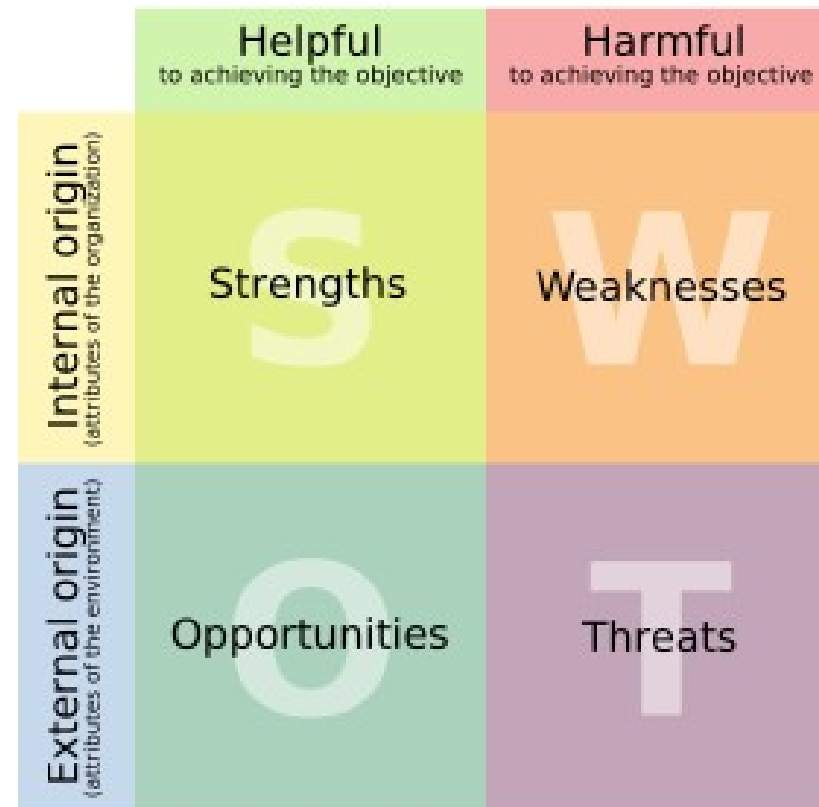 Helpful
to achieving the objective
Harmful
to achieving the objective
Internal origin
(attributes of the organization)
S
Strengths
W
Weaknesses
External origin
(attributes of the environment)
O
Opportunities
T
Threats